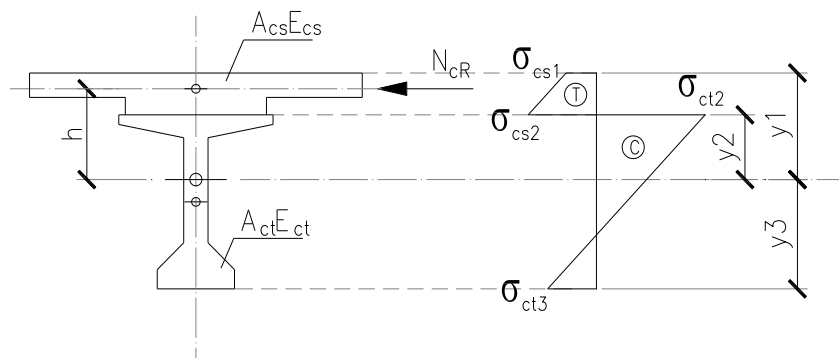 AcsEcs
NcR
σcs1
T
σct2
σcs2
C
h
y1
y2
y3
ActEct
σct3